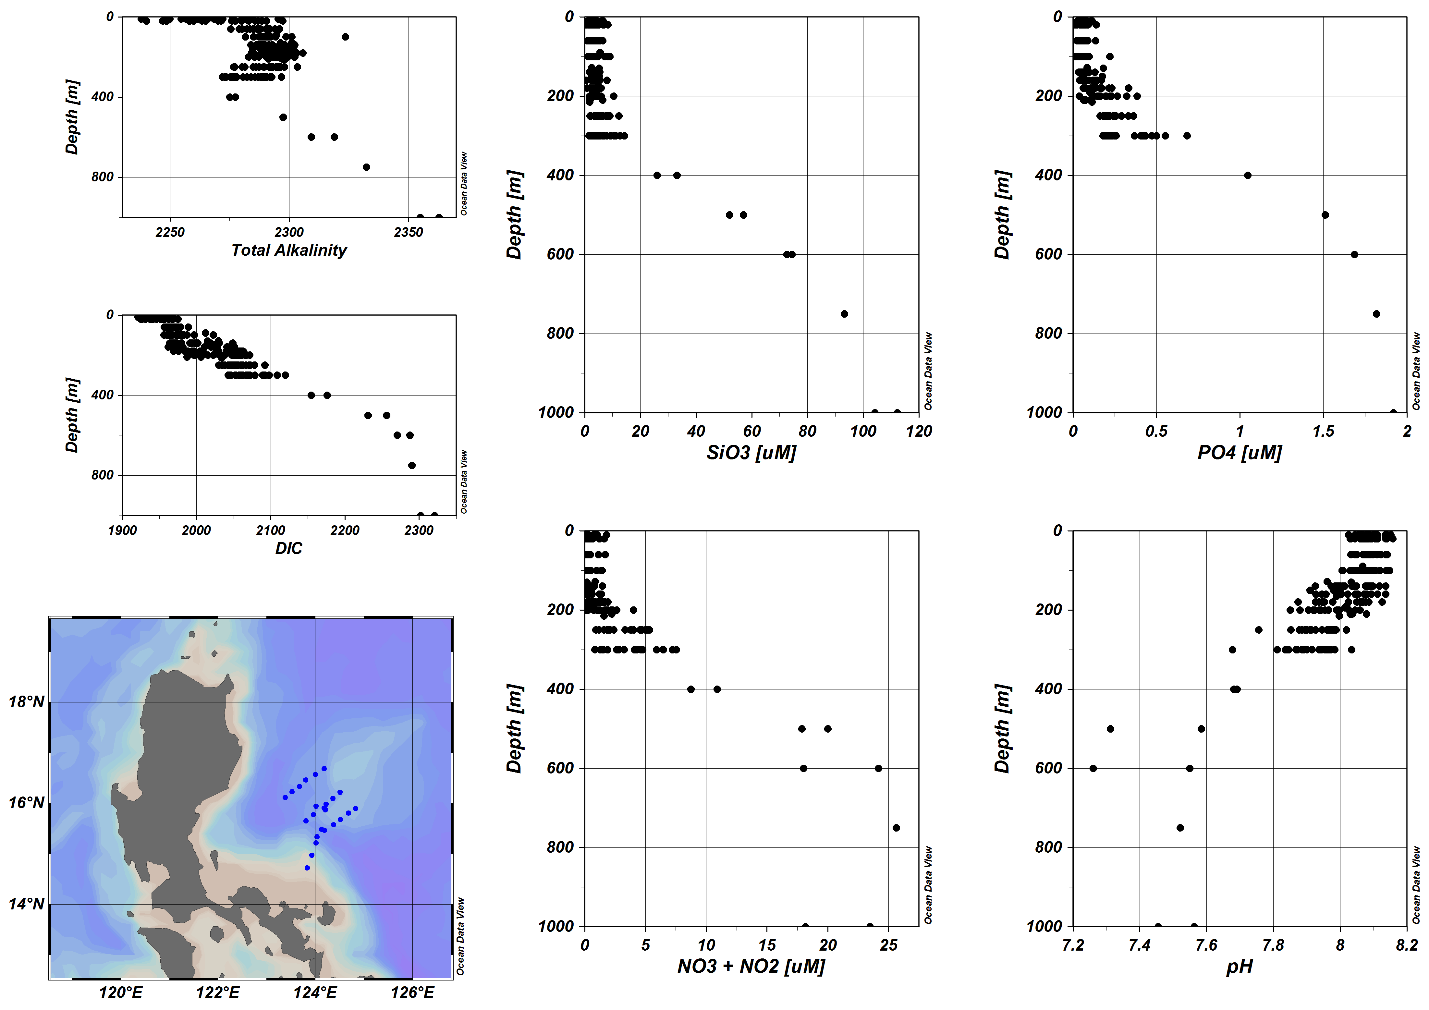 0
400
800
Depth [m]
2250
2300
2350
Total Alkalinity
Ocean Data View
0
400
800
Depth [m]
1900
2000
2100
2200
2300
DIC
Ocean Data View
18°N
16°N
14°N
120°E
122°E
124°E
126°E
Ocean Data View
0
200
400
600
800
1000
Depth [m]
0
20
40
60
80
100
120
SiO3 [uM]
Ocean Data View
0
200
400
600
800
1000
Depth [m]
0
0.5
1
1.5
2
PO4 [uM]
Ocean Data View
0
200
400
600
800
1000
Depth [m]
0
5
10
15
20
25
NO3 + NO2 [uM]
Ocean Data View
0
200
400
600
800
1000
Depth [m]
7.2
7.4
7.6
7.8
8
8.2
pH
Ocean Data View